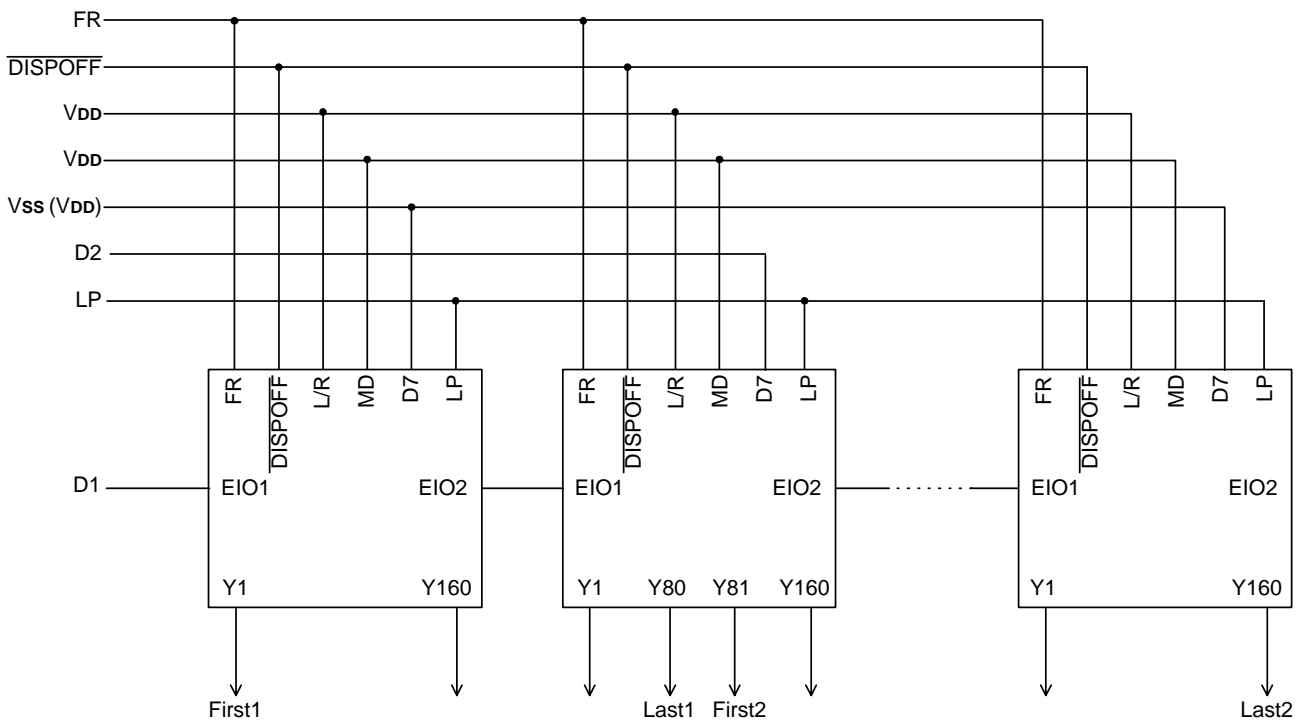 FR
DISPOFF
VDD
VDD
VSS (VDD)
D2
LP
FR DISPOFF L/R MD D7 LP
FR DISPOFF L/R MD D7 LP
FR DISPOFF L/R MD D7 LP
D1 EIO1 EIO2 EIO1 EIO2 EIO1 EIO2
Y1 Y160 Y1 Y80 Y81 Y160 Y1 Y160
First1 Last1 First2 Last2